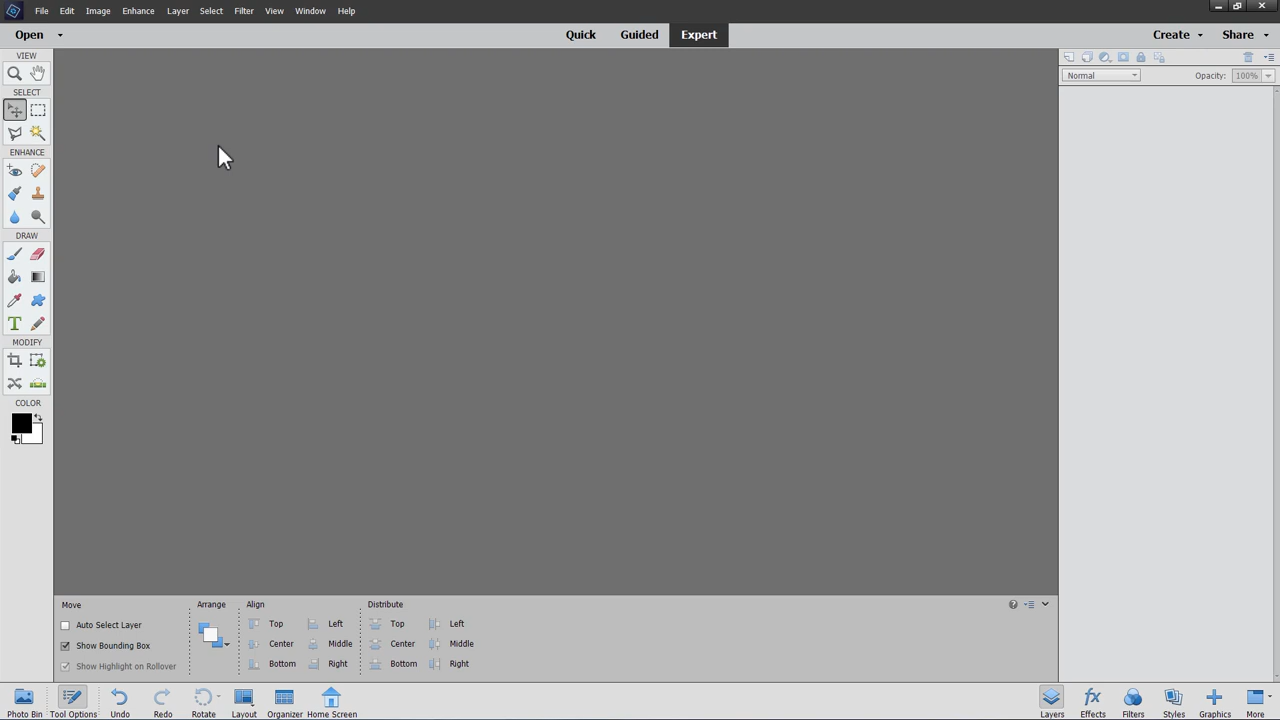 File Edit Image Enhance Layer Select Filter View Window Help
Open Quick Guided Expert Create Share
VIEW
SELECT
ENHANCE
DRAW
MODIFY
COLOR
Normal Opacity: 100%
Move Arrange Align Distribute
Auto Select Layer Top Left Top Left
Show Bounding Box Center Middle Center Middle
Show Highlight on Rollover Bottom Right Bottom Right
Photo Bin Tool Options Undo Redo Rotate Layout Organizer Home Screen Layers Effects Filters Styles Graphics More